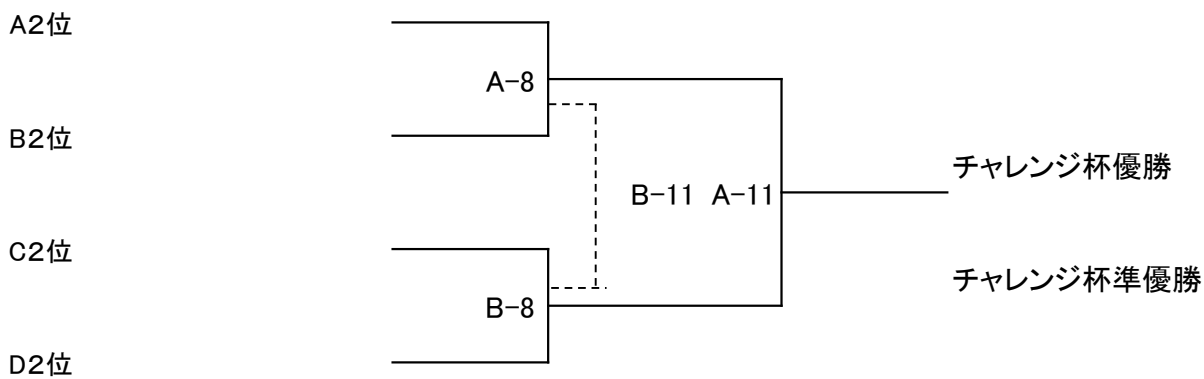 A2位
A-8
B2位
チャレンジ杯優勝
B-11 A-11
C2位
チャレンジ杯準優勝
B-8
D2位